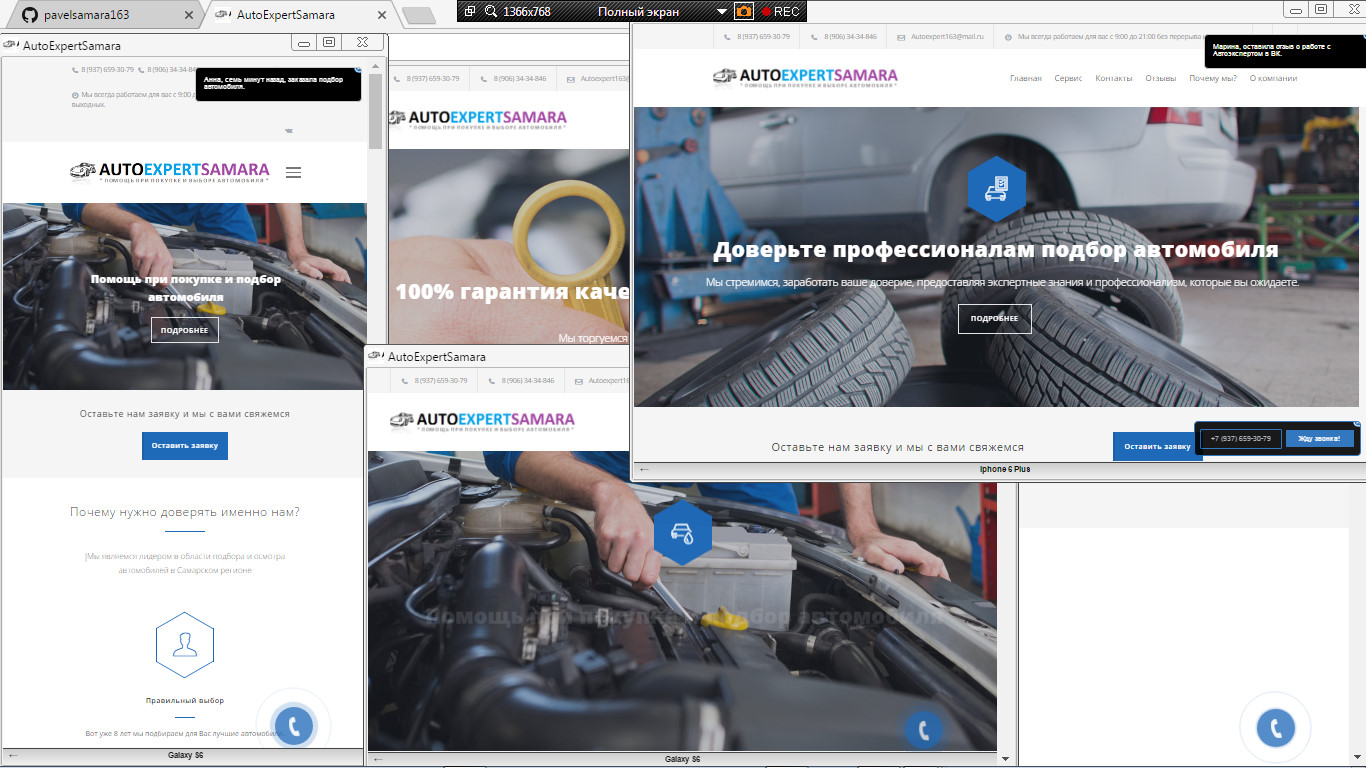 pavelsamara163
AutoExpertSamara
1366x768
Полный экран
REC
AutoExpertSamara
8 (937) 659-30-79
8 (906) 34-34-84
Мы всегда работаем для вас с 9:00 д
выходных.
Анна, семь минут назад, заказала подбор
автомобиля.
AUTOEXPERTSAMARA
* ПОМОЩЬ ПРИ ПОКУПКЕ И ВЫБОРЕ АВТОМОБИЛЯ *
Помощь при покупке и подбор
автомобиля
ПОДРОБНЕЕ
Оставьте нам заявку и мы с вами свяжемся
Оставить заявку
Почему нужно доверять именно нам?
|Мы являемся лидером в области подбора и осмотра
автомобилей в Самарском регионе
Правильный выбор
Вот уже 8 лет мы подбираем для Вас лучшие автомобили.
Galaxy S6
8 (937) 659-30-79
8 (906) 34-34-846
Autoexpert163@
AUTOEXPERTSAMARA
* ПОМОЩЬ ПРИ ПОКУПКЕ И ВЫБОРЕ АВТОМОБИЛЯ *
100% гарантия каче
Мы торгуемся
AutoExpertSamara
8 (937) 659-30-79
8 (906) 34-34-846
Autoexpert16
AUTOEXPERTSAMARA
* ПОМОЩЬ ПРИ ПОКУПКЕ И ВЫБОРЕ АВТОМОБИЛЯ *
Помощь при покупке и подбор автомобиля
Galaxy S6
8 (937) 659-30-79
8 (906) 34-34-846
Autoexpert163@mail.ru
Мы всегда работаем для вас с 9:00 до 21:00 без перерыва
Марина, оставила отзыв о работе с
Автоэкспертом в ВК.
AUTOEXPERTSAMARA
* ПОМОЩЬ ПРИ ПОКУПКЕ И ВЫБОРЕ АВТОМОБИЛЯ *
Главная
Сервис
Контакты
Отзывы
Почему мы?
О компании
Доверьте профессионалам подбор автомобиля
Мы стремимся, заработать ваше доверие, предоставляя экспертные знания и профессионализм, которые вы ожидаете.
ПОДРОБНЕЕ
Оставьте нам заявку и мы с вами свяжемся
Оставить заявку
+7 (937) 659-30-79
Жду звонка!
Iphone 6 Plus